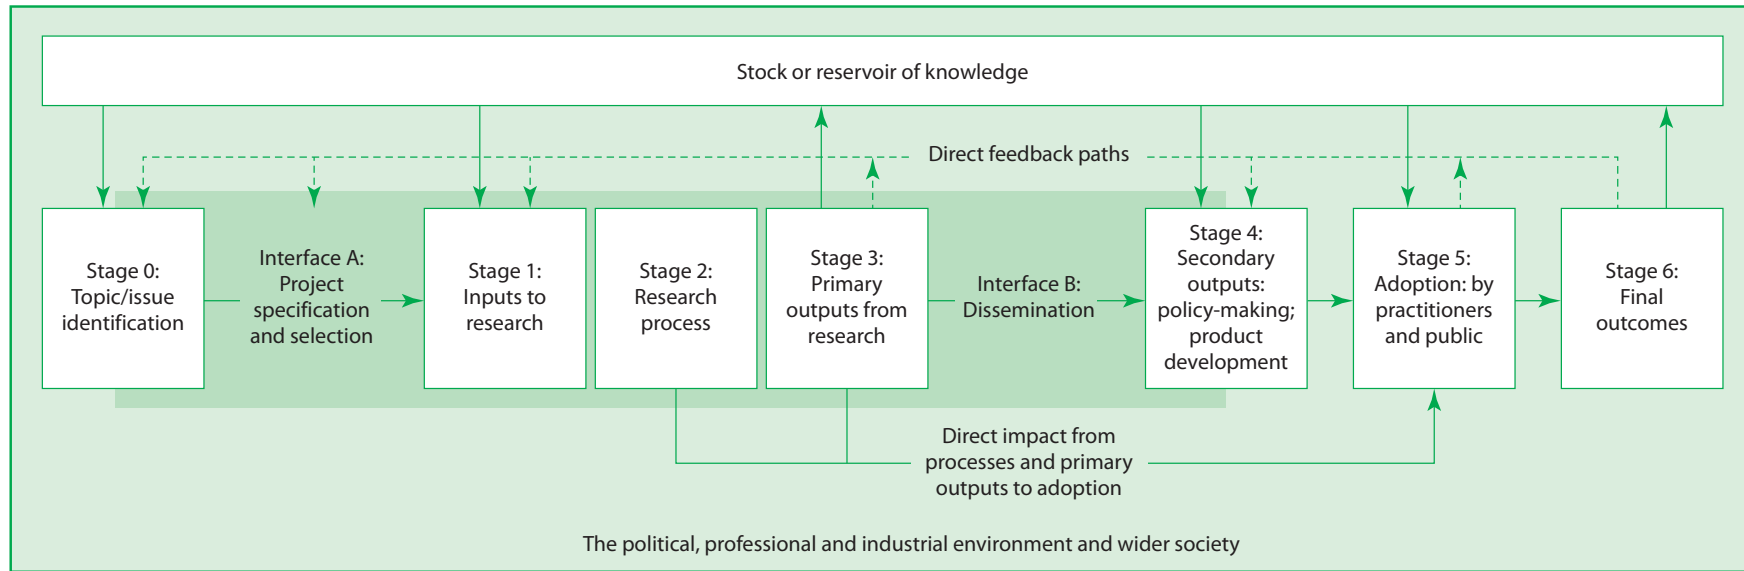 Stock or reservoir of knowledge
Direct feedback paths
Stage 0:
Topic/issue
identification
Interface A:
Project
specification
and selection
Stage 1:
Inputs to
research
Stage 2:
Research
process
Stage 3:
Primary
outputs from
research
Interface B:
Dissemination
Stage 4:
Secondary
outputs:
policy-making;
product
development
Stage 5:
Adoption: by
practitioners
and public
Stage 6:
Final
outcomes
Direct impact from
processes and primary
outputs to adoption
The political, professional and industrial environment and wider society